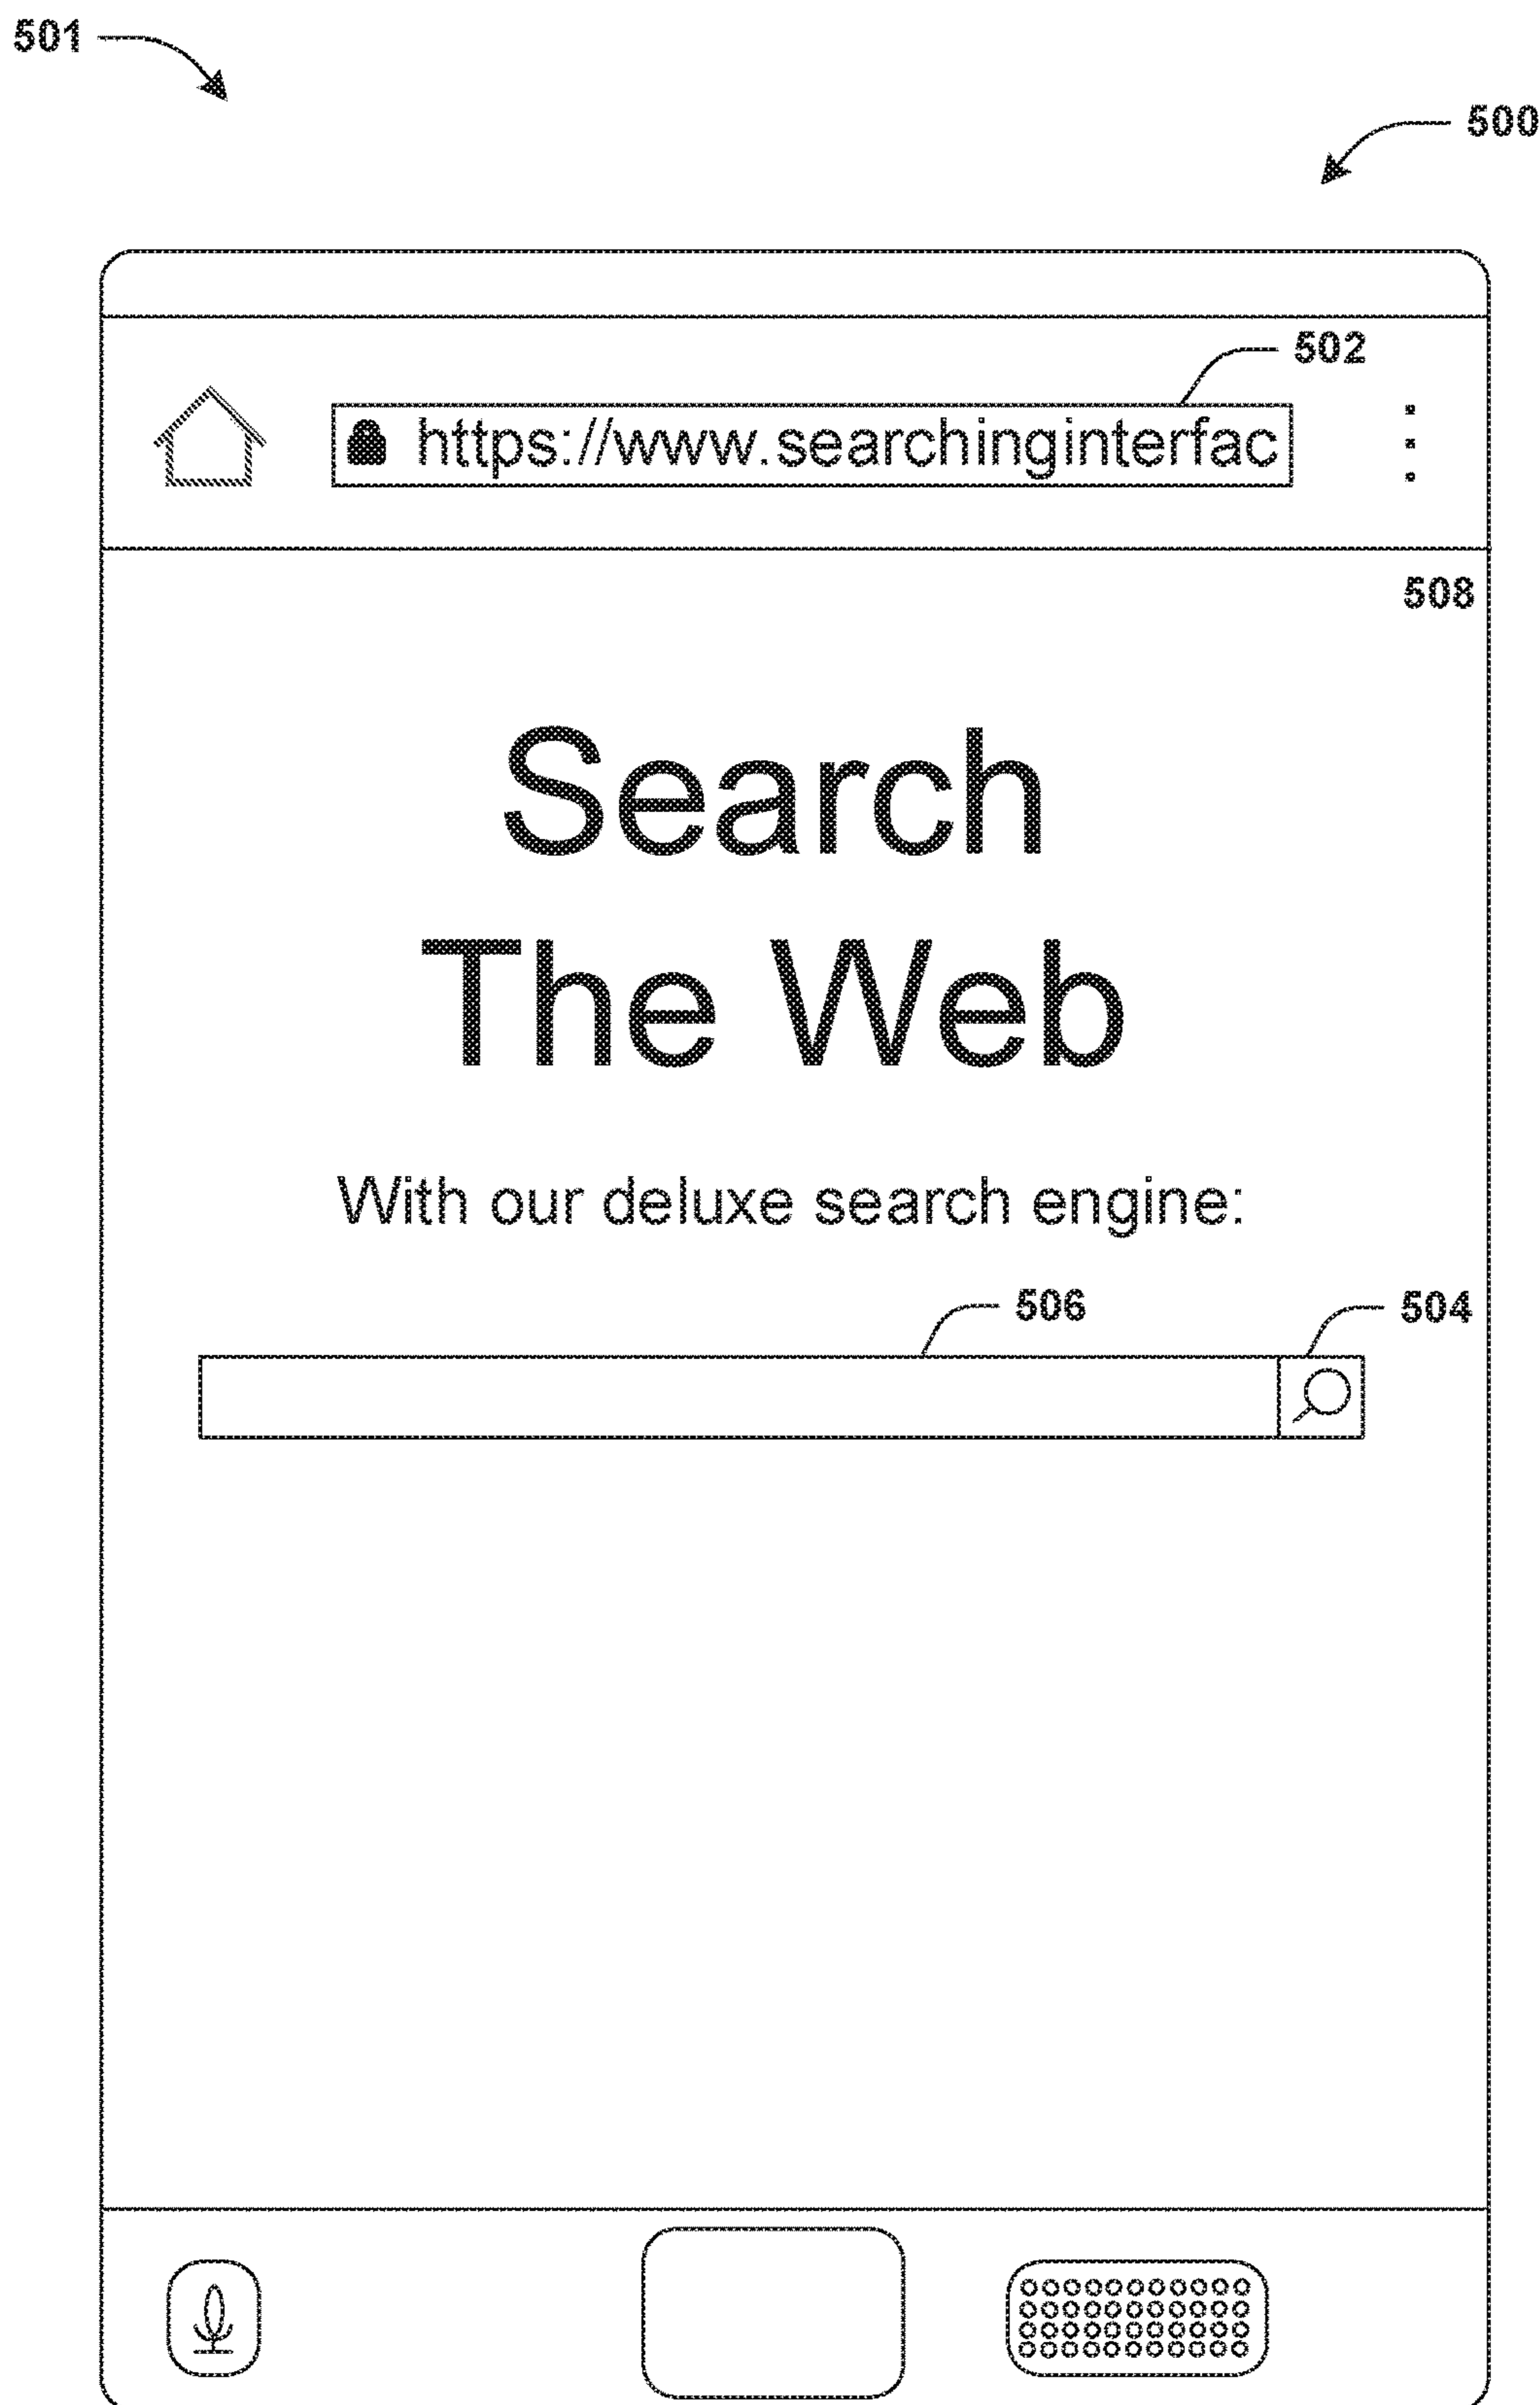 501
500
502
https://www.searchinginterfac
508
Search
The Web
With our deluxe search engine:
506
504